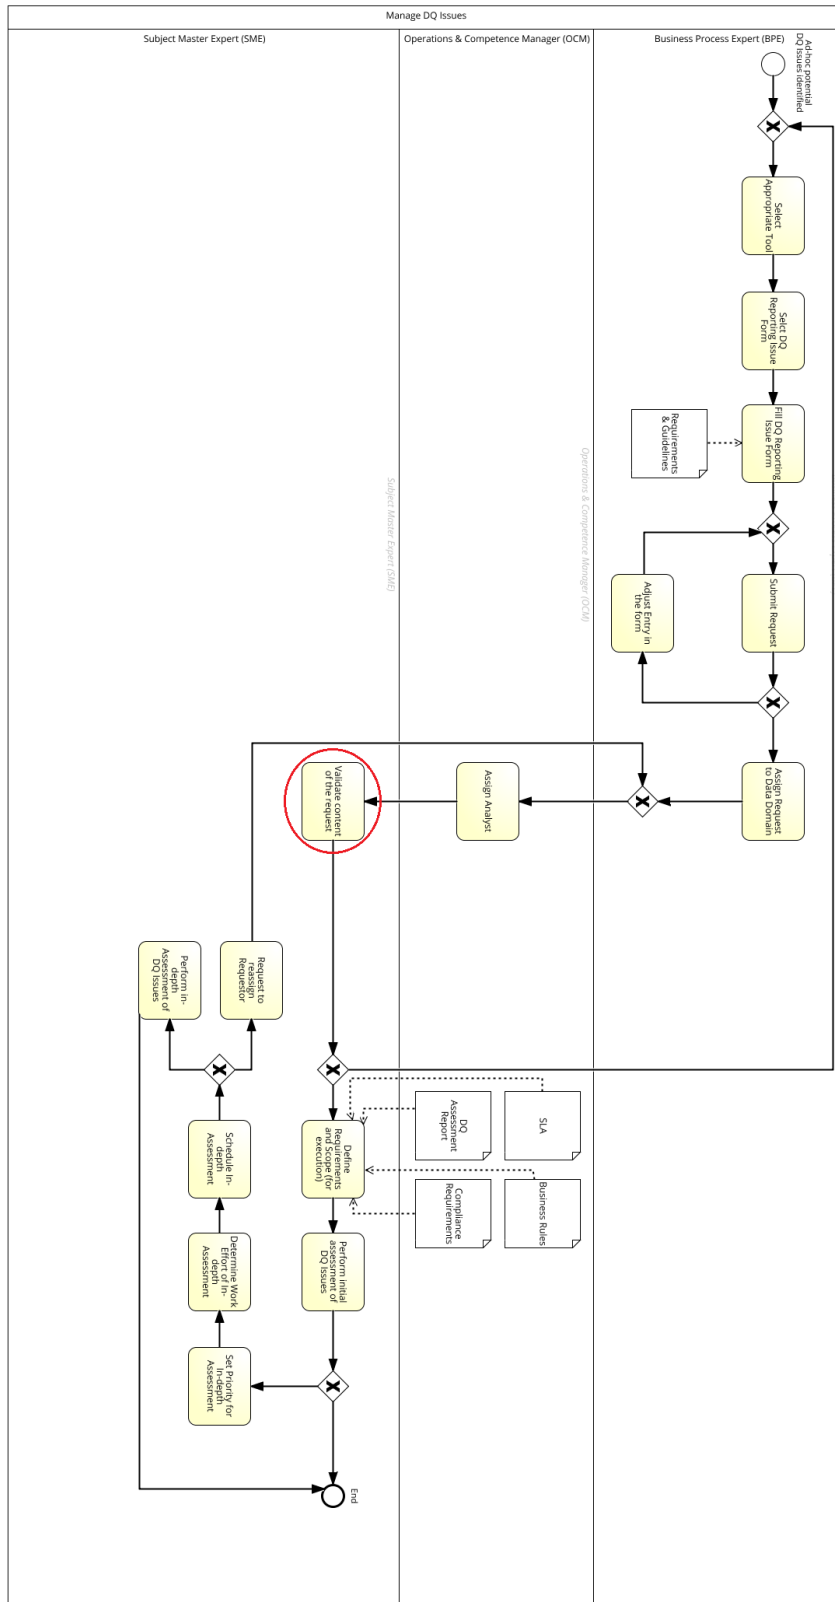 Manage DQ Issues
Subject Master Expert (SME)
Operations & Competence Manager (OCM)
Business Process Expert (BPE)
Ad-hoc potential
DQ Issues identified
Select
Appropriate Tool
Selct DQ
Reporting Issue
Form
Fill DQ Reporting
Issue Form
Requirements
& Guidelines
Operations & Competence Manager (OCM)
Subject Master Expert (SME)
Submit Request
Adjust Entry in
the form
Assign Request
to Data Domain
Assign Analyst
Validate content
of the request
Request to
reassign
Requestor
Perform in-
depth
Assessment of
DQ Issues
SLA
DQ
Assessment
Report
Business Rules
Compliance
Requirements
Define
Requirements
and Scope (for
execution)
Schedule In-
depth
Assessment
Perform initial
assessment of
DQ Issues
Determine Work
Effort of In-
depth
Assessment
Set Priority for
In-depth
Assessment
End